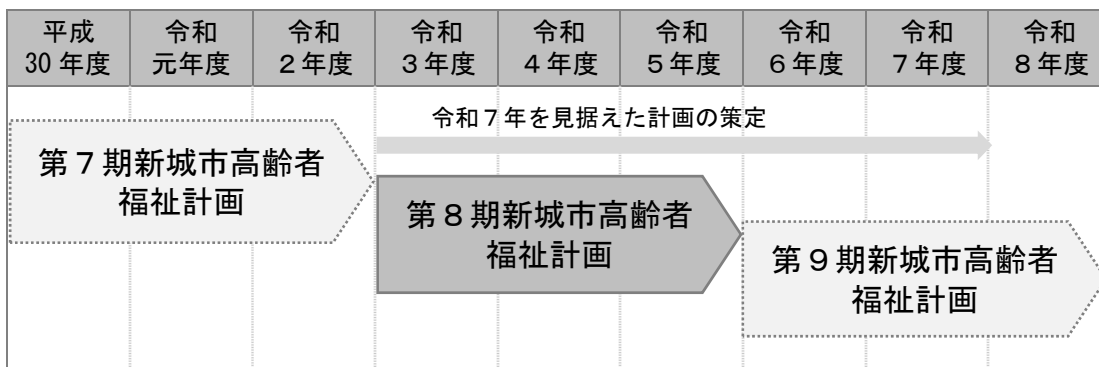 平成
30年度
令和
元年度
令和
２年度
令和
３年度
令和
４年度
令和
５年度
令和
６年度
令和
７年度
令和
８年度
令和７年を見据えた計画の策定
第７期新城市高齢者
福祉計画
第８期新城市高齢者
福祉計画
第９期新城市高齢者
福祉計画